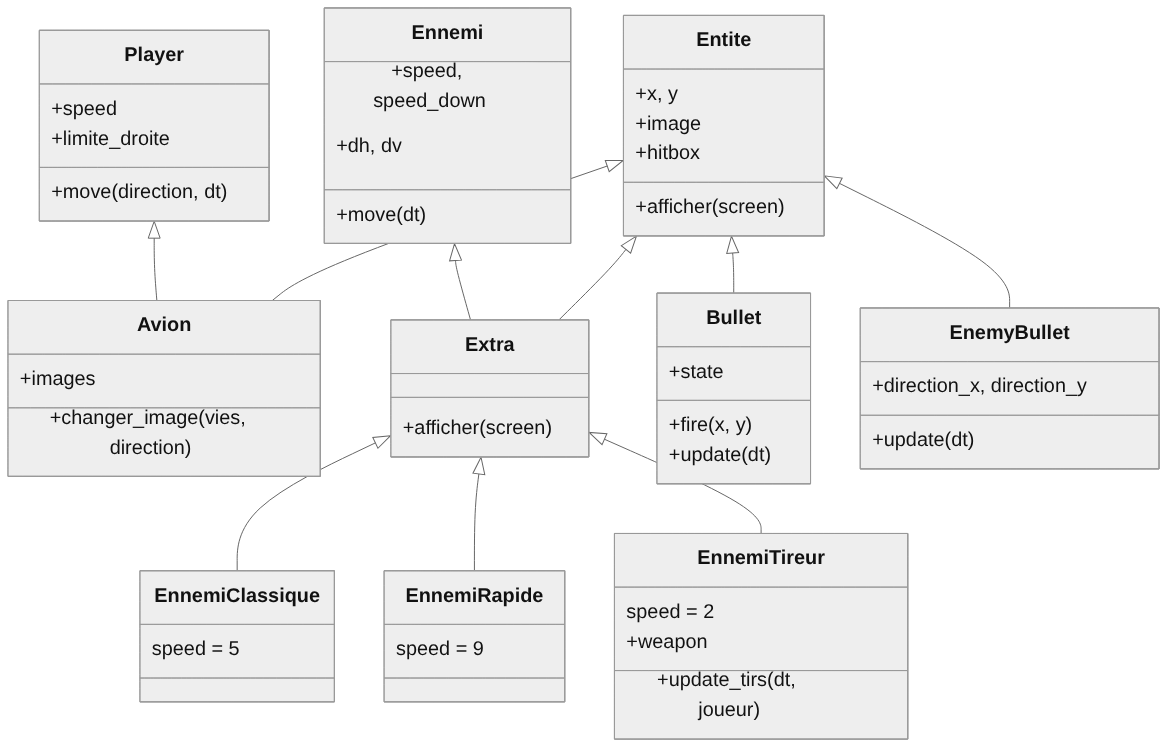 Player
+speed
+limite_droite
+move(direction, dt)
Ennemi
+speed,
speed_down
+dh, dv
+move(dt)
Entite
+x, y
+image
+hitbox
+afficher(screen)
Avion
+images
+changer_image(vies,
direction)
Extra
+afficher(screen)
Bullet
+state
+fire(x, y)
+update(dt)
EnemyBullet
+direction_x, direction_y
+update(dt)
EnnemiClassique
speed = 5
EnnemiRapide
speed = 9
EnnemiTireur
speed = 2
+weapon
+update_tirs(dt,
joueur)